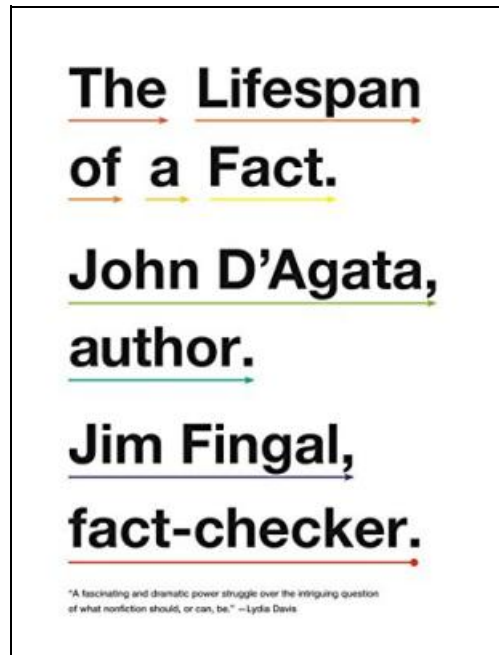 The Lifespan
of a Fact.
John D’Agata,
author.
Jim Fingal,
fact-checker.
“A fascinating and dramatic power struggle over the intriguing question
of what nonfiction should, or can, be.” —Lydia Davis